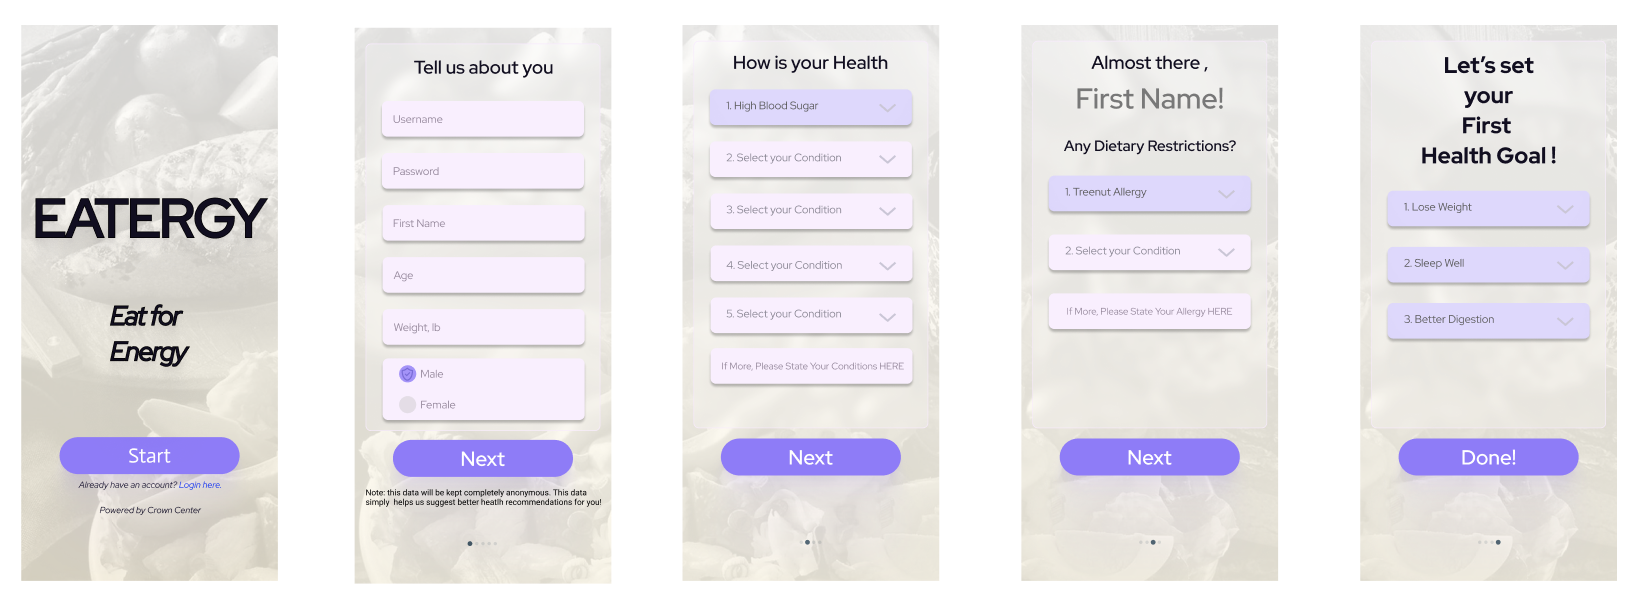 EATERGY
Eat for
Energy
Start
Already have an account? Login here.
Powered by Crown Center
Tell us about you
Username
Password
First Name
Age
Weight, lb
Male
Female
Next
Note: this data will be kept completely anonymous. This data
simply helps us suggest better heatlh recommendations for you!
How is your Health
1. High Blood Sugar
2. Select your Condition
3. Select your Condition
4. Select your Condition
5. Select your Condition
If More, Please State Your Conditions HERE
Next
Almost there ,
First Name!
Any Dietary Restrictions?
1. Treenut Allergy
2. Select your Condition
If More, Please State Your Allergy HERE
Next
Let's set
your
First
Health Goal !
1. Lose Weight
2. Sleep Well
3. Better Digestion
Done!